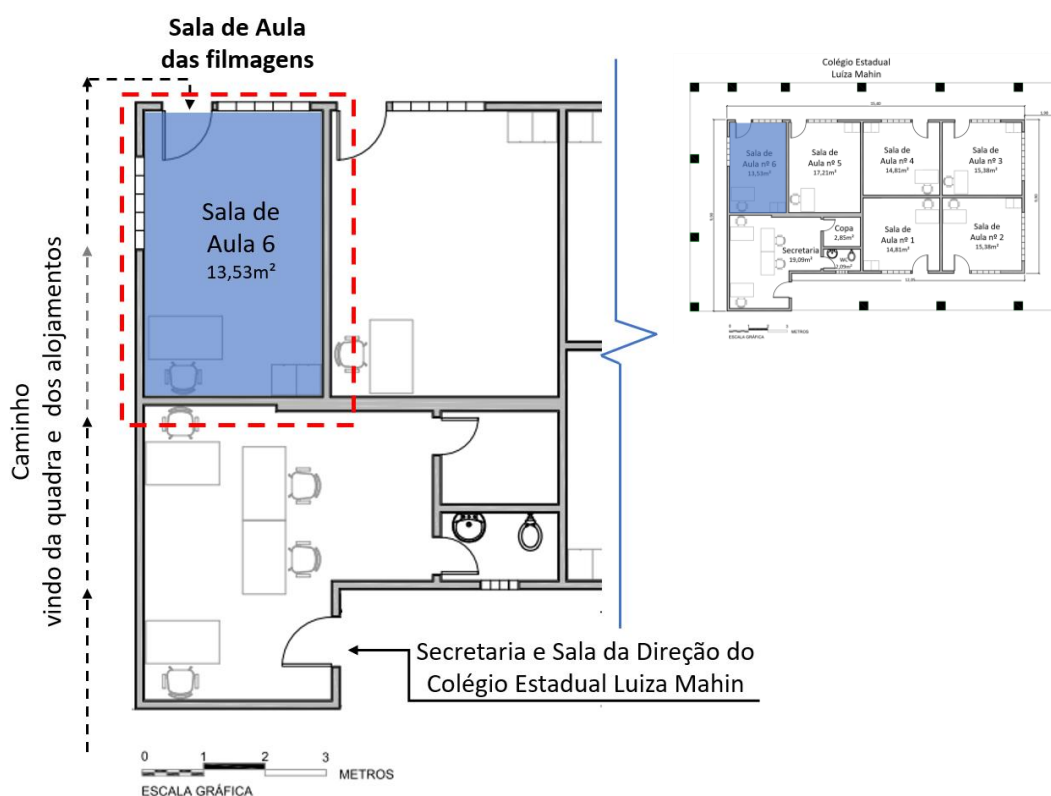 Sala de Aula
das filmagens
Sala de
Aula 6
13,53m²
Caminho
vindo da quadra e dos alojamentos
Secretaria e Sala da Direção do
Colégio Estadual Luiza Mahin
0 1 2 3
METROS
ESCALA GRÁFICA
Colégio Estadual
Luíza Mahin
Sala de
Aula nº 6
13,53m²
Sala de
Aula nº 5
17,21m²
Sala de
Aula nº 4
14,81m²
Sala de
Aula nº 3
15,38m²
Copa
2,85m²
Secretaria
19,09m²
WC
Sala de
Aula nº 1
14,81m²
Sala de
Aula nº 2
15,38m²
METROS
ESCALA GRÁFICA